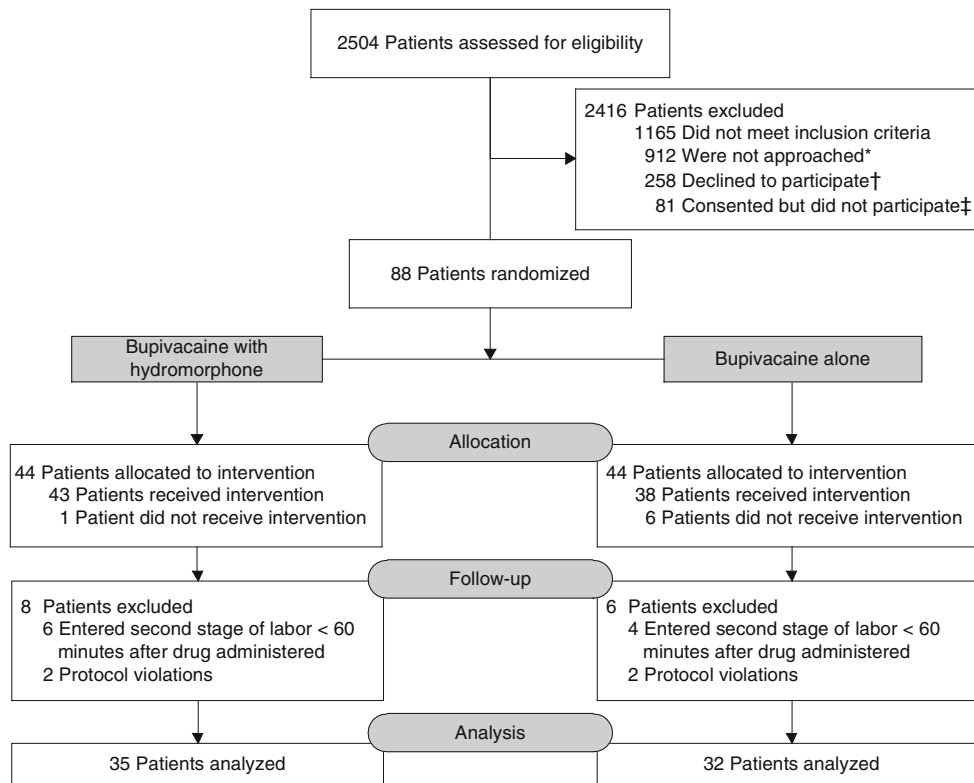 2504 Patients assessed for eligibility
2416 Patients excluded
1165 Did not meet inclusion criteria
912 Were not approached*
258 Declined to participate†
81 Consented but did not participate‡
88 Patients randomized
Bupivacaine with
hydromorphone
Bupivacaine alone
Allocation
44 Patients allocated to intervention
43 Patients received intervention
1 Patient did not receive intervention
44 Patients allocated to intervention
38 Patients received intervention
6 Patients did not receive intervention
Follow-up
8 Patients excluded
6 Entered second stage of labor < 60
minutes after drug administered
2 Protocol violations
6 Patients excluded
4 Entered second stage of labor < 60
minutes after drug administered
2 Protocol violations
Analysis
35 Patients analyzed
32 Patients analyzed